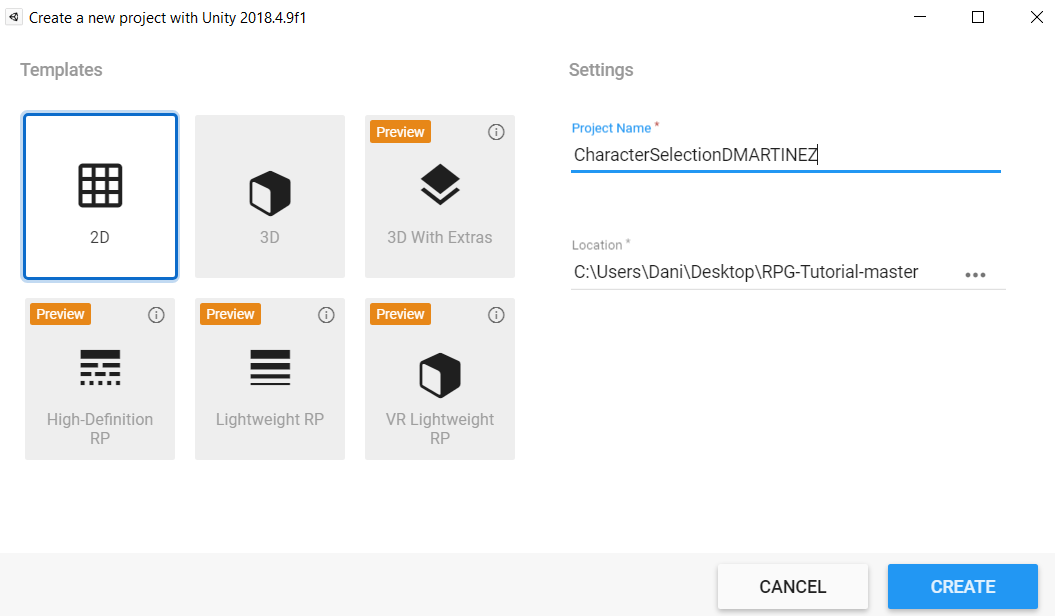 Create a new project with Unity 2018.4.9f1
Templates
Settings
2D
3D
Preview
3D With Extras
Preview
High-Definition
RP
Preview
Lightweight RP
Preview
VR Lightweight
RP
Project Name *
CharacterSelectionDMARTINEZ
Location *
C:\Users\Dani\Desktop\RPG-Tutorial-master
CANCEL
CREATE